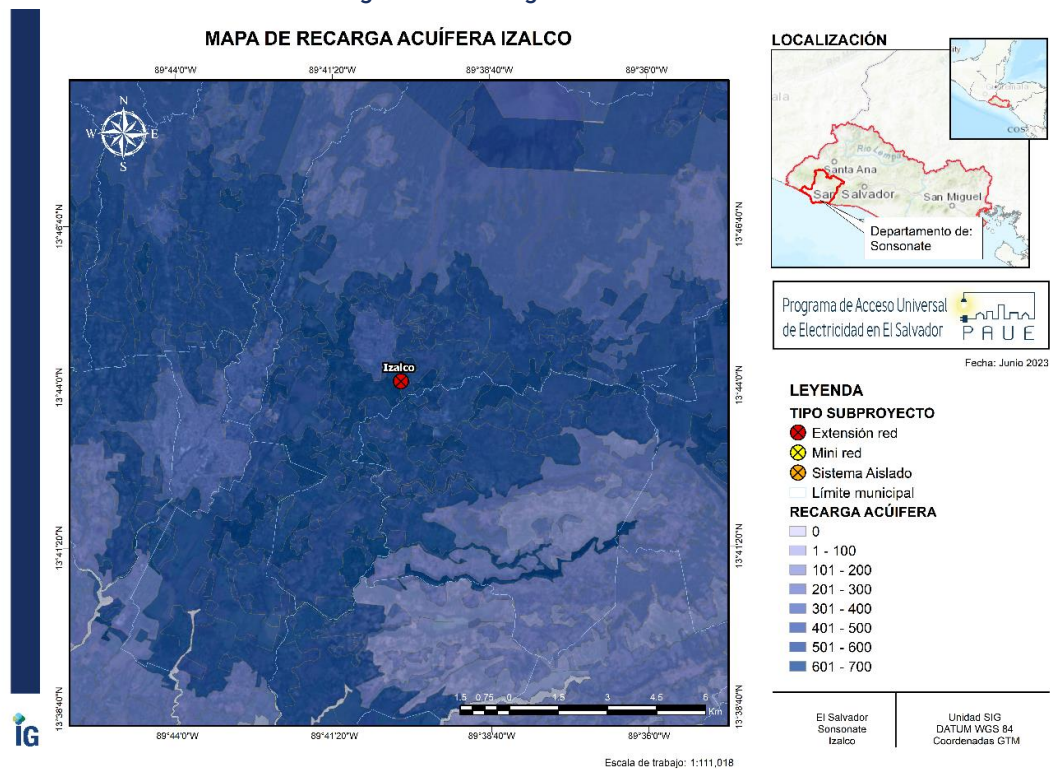 MAPA DE RECARGA ACUÍFERA IZALCO
89°44'0"W 89°41'20"W 89°38'40"W 89°36'0"W
N
W E
S
13°46'40"N 13°46'40"N
Izalco
13°44'0"N 13°44'0"N
13°41'20"N 13°41'20"N
13°38'40"N 13°38'40"N
1.5 0.75 0 1.5 3 4.5 6
Km
89°44'0"W 89°41'20"W 89°38'40"W 89°36'0"W
Escala de trabajo: 1:111,018
LOCALIZACIÓN
Río Lempa
Santa Ana
San Salvador
San Miguel
Departamento de:
Sonsonate
Programa de Acceso Universal
de Electricidad en El Salvador
PAUE
Fecha: Junio 2023
LEYENDA
TIPO SUBPROYECTO
Extensión red
Mini red
Sistema Aislado
Límite municipal
RECARGA ACÚIFERA
0
1 - 100
101 - 200
201 - 300
301 - 400
401 - 500
501 - 600
601 - 700
El Salvador
Sonsonate
Izalco
Unidad SIG
DATUM WGS 84
Coordenadas GTM
iG